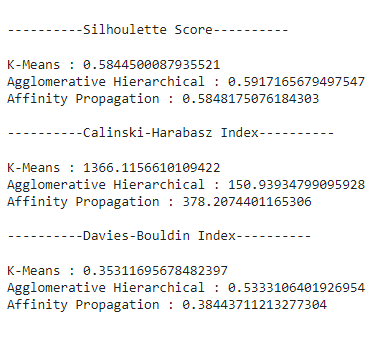 ----------Silhoulette Score----------
K-Means : 0.5844500087935521
Agglomerative Hierarchical : 0.5917165679497547
Affinity Propagation : 0.5848175076184303
----------Calinski-Harabasz Index----------
K-Means : 1366.1156610109422
Agglomerative Hierarchical : 150.93934799095928
Affinity Propagation : 378.2074401165306
----------Davies-Bouldin Index----------
K-Means : 0.35311695678482397
Agglomerative Hierarchical : 0.5333106401926954
Affinity Propagation : 0.38443711213277304